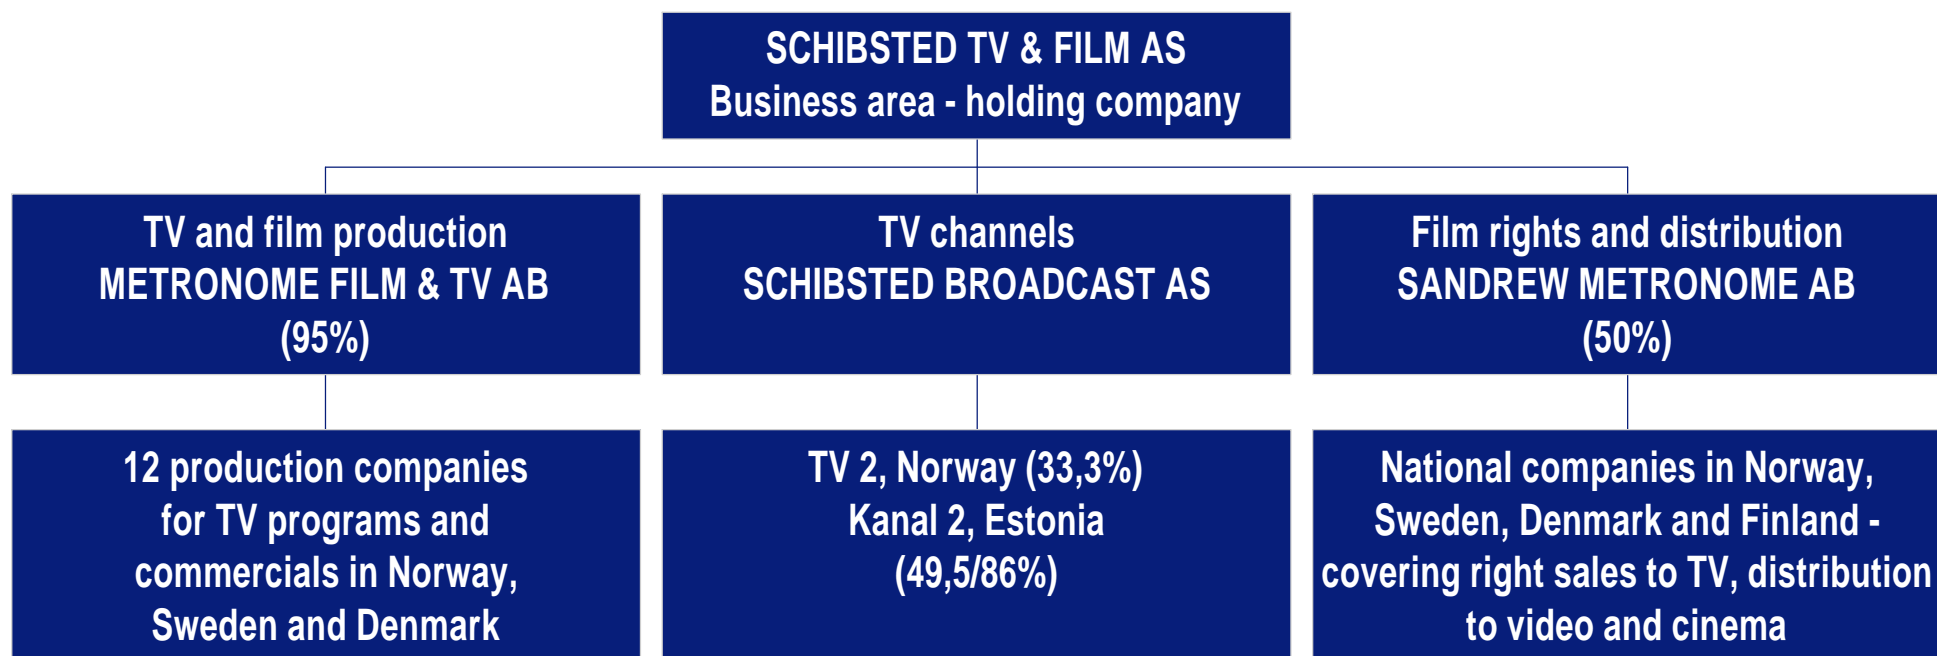 SCHIBSTED TV & FILM AS
Business area - holding company
TV and film production
METRONOME FILM & TV AB
(95%)
TV channels
SCHIBSTED BROADCAST AS
Film rights and distribution
SANDREW METRONOME AB
(50%)
12 production companies
for TV programs and
commercials in Norway,
Sweden and Denmark
TV 2, Norway (33,3%)
Kanal 2, Estonia
(49,5/86%)
National companies in Norway,
Sweden, Denmark and Finland -
covering right sales to TV, distribution
to video and cinema